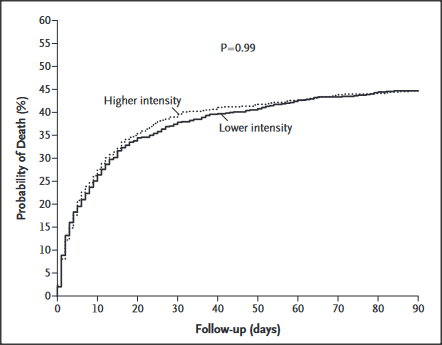 60
55
50
45
40
35
30
25
20
15
10
5
0
Probability of Death (%)
P=0.99
Higher intensity
Lower intensity
0 10 20 30 40 50 60 70 80 90
Follow-up (days)